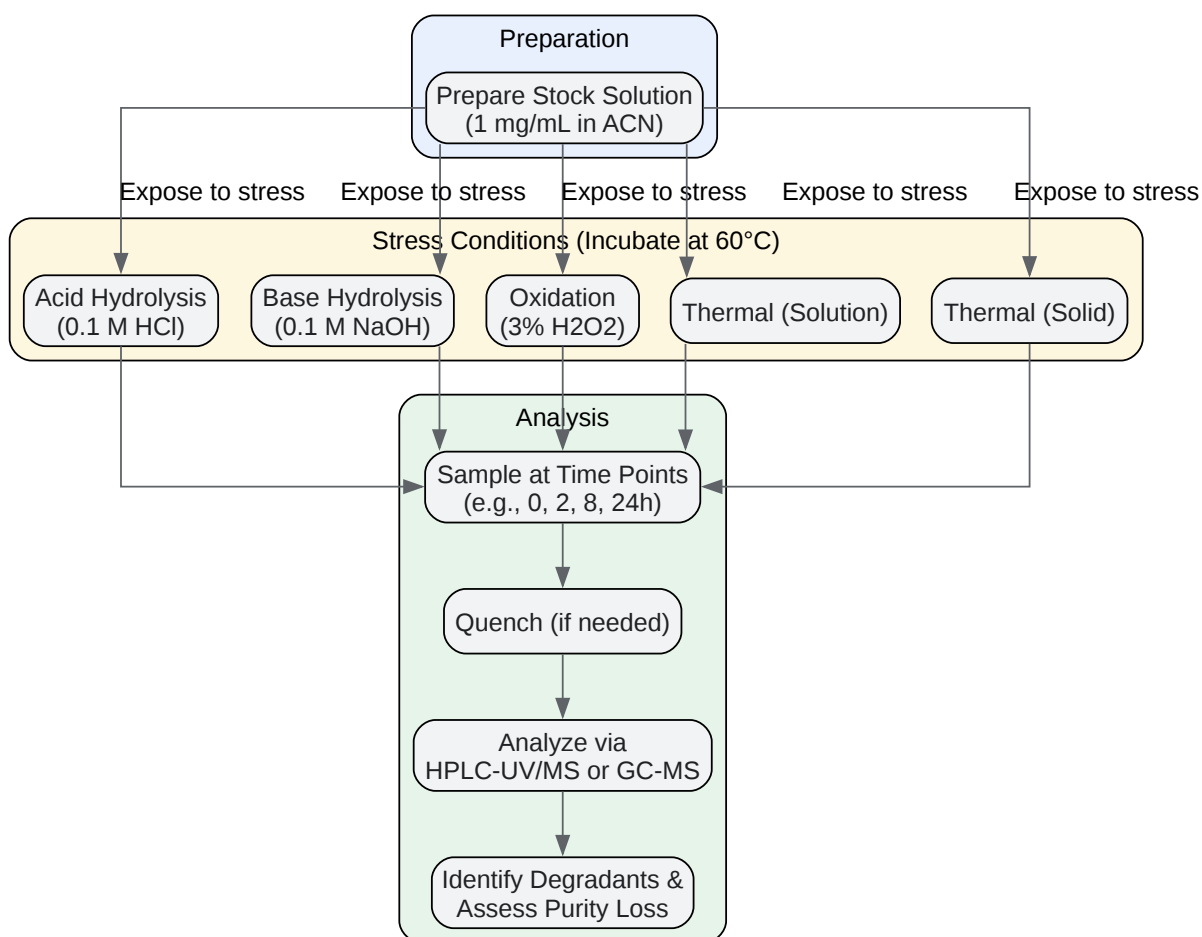 Preparation
Prepare Stock Solution
(1 mg/mL in ACN)
Expose to stress
Expose to stress
Expose to stress
Expose to stress
Expose to stress
Stress Conditions (Incubate at 60°C)
Acid Hydrolysis
(0.1 M HCl)
Base Hydrolysis
(0.1 M NaOH)
Oxidation
(3% H2O2)
Thermal (Solution)
Thermal (Solid)
Analysis
Sample at Time Points
(e.g., 0, 2, 8, 24h)
Quench (if needed)
Analyze via
HPLC-UV/MS or GC-MS
Identify Degradants &
Assess Purity Loss